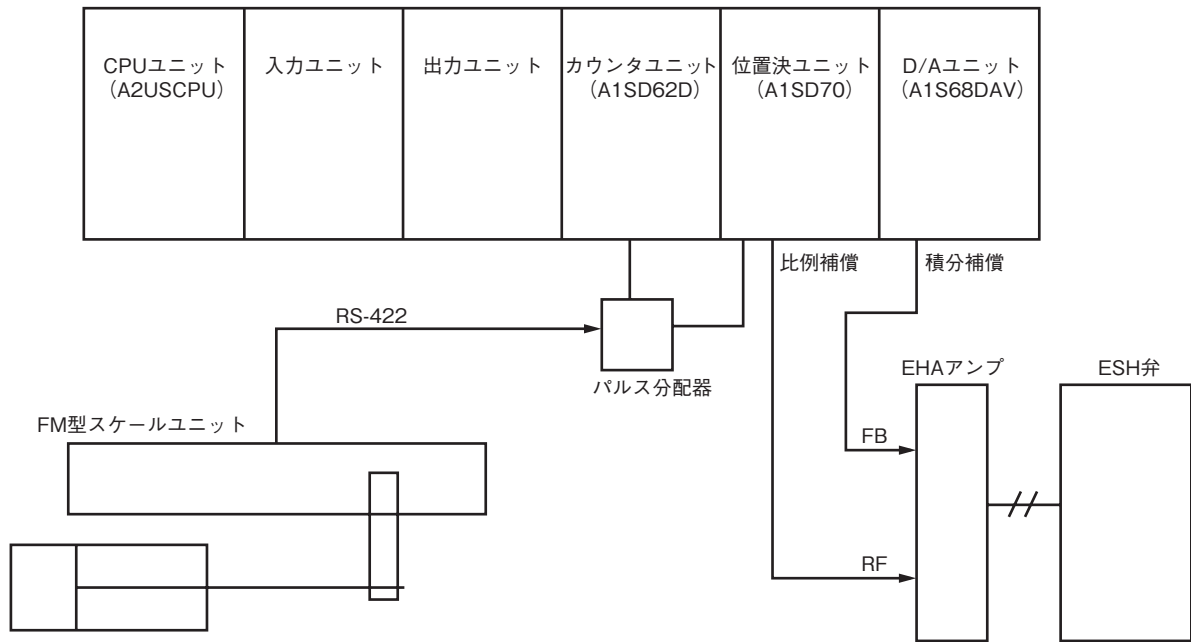 CPUユニット
（A2USCPU）
入力ユニット
出力ユニット
カウンタユニット
（A1SD62D）
位置決ユニット
（A1SD70）
D/Aユニット
（A1S68DAV）
比例補償
積分補償
RS-422
パルス分配器
EHAアンプ
ESH弁
FM型スケールユニット
FB
RF